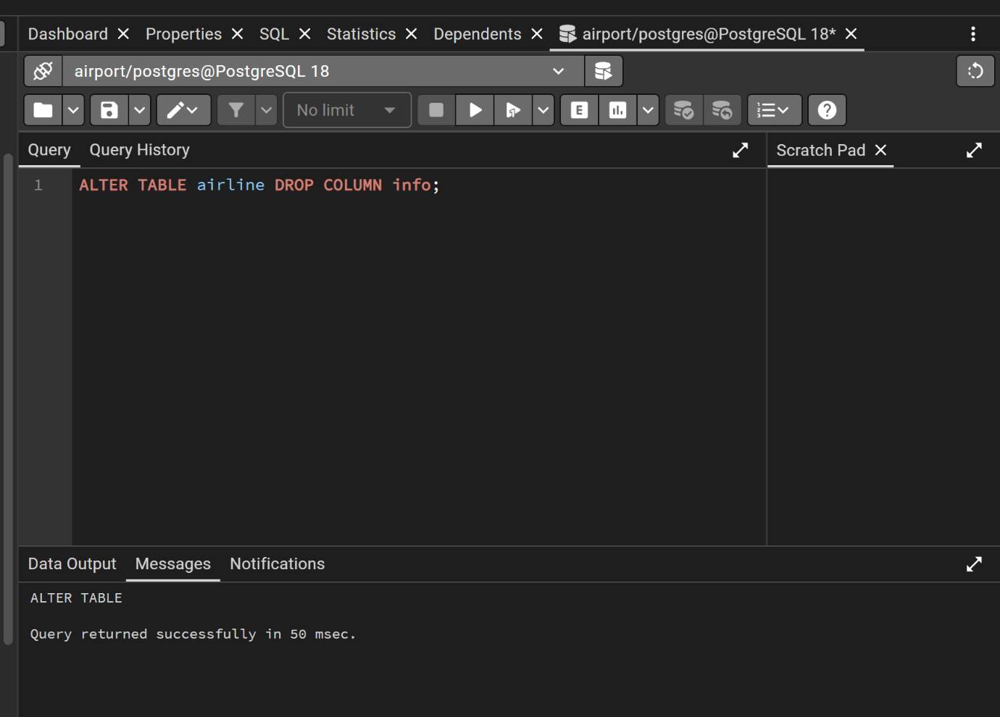 Dashboard Properties SQL Statistics Dependents airport/postgres@PostgreSQL 18*
airport/postgres@PostgreSQL 18
No limit E
Query Query History Scratch Pad
1 ALTER TABLE airline DROP COLUMN info;
Data Output Messages Notifications
ALTER TABLE
Query returned successfully in 50 msec.